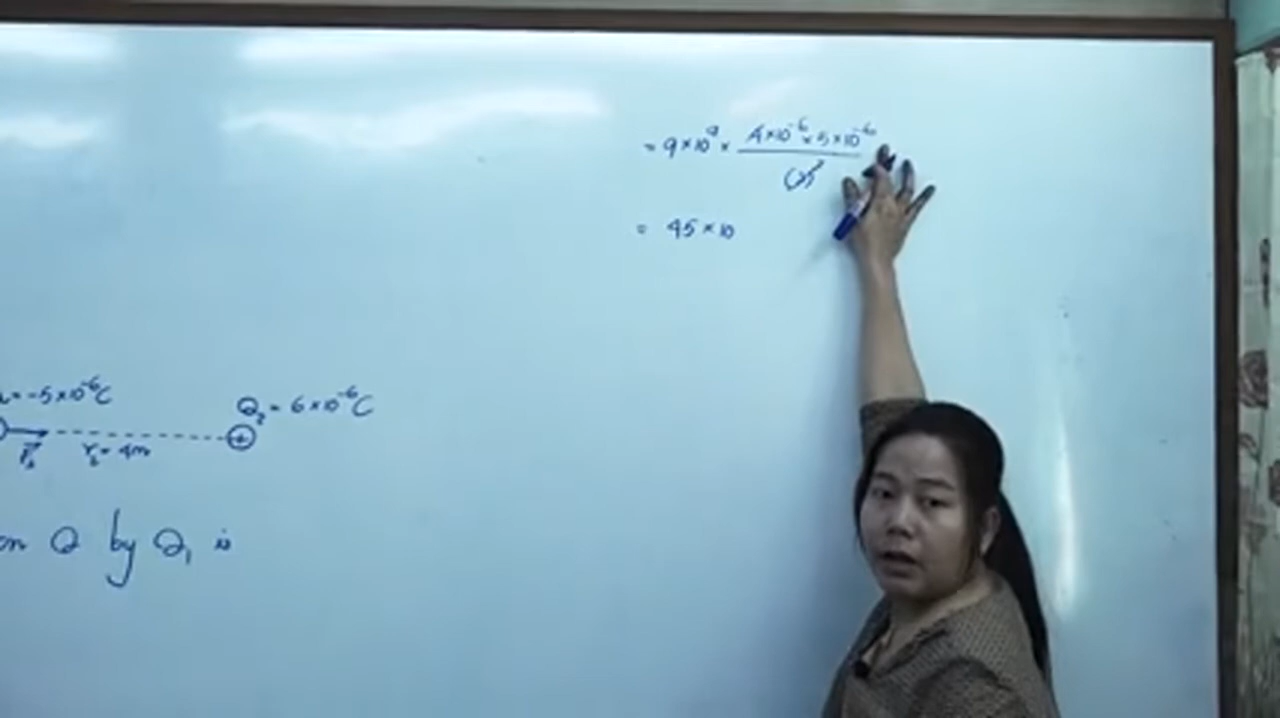 = 9×10⁹ × 4×10⁻⁶ × 5×10⁻⁶ / (2)²
= 45×10
= -5×10⁻⁶C
Q₂ = 6×10⁻⁶C
r₂ = 4m
on Q by Q₁ is